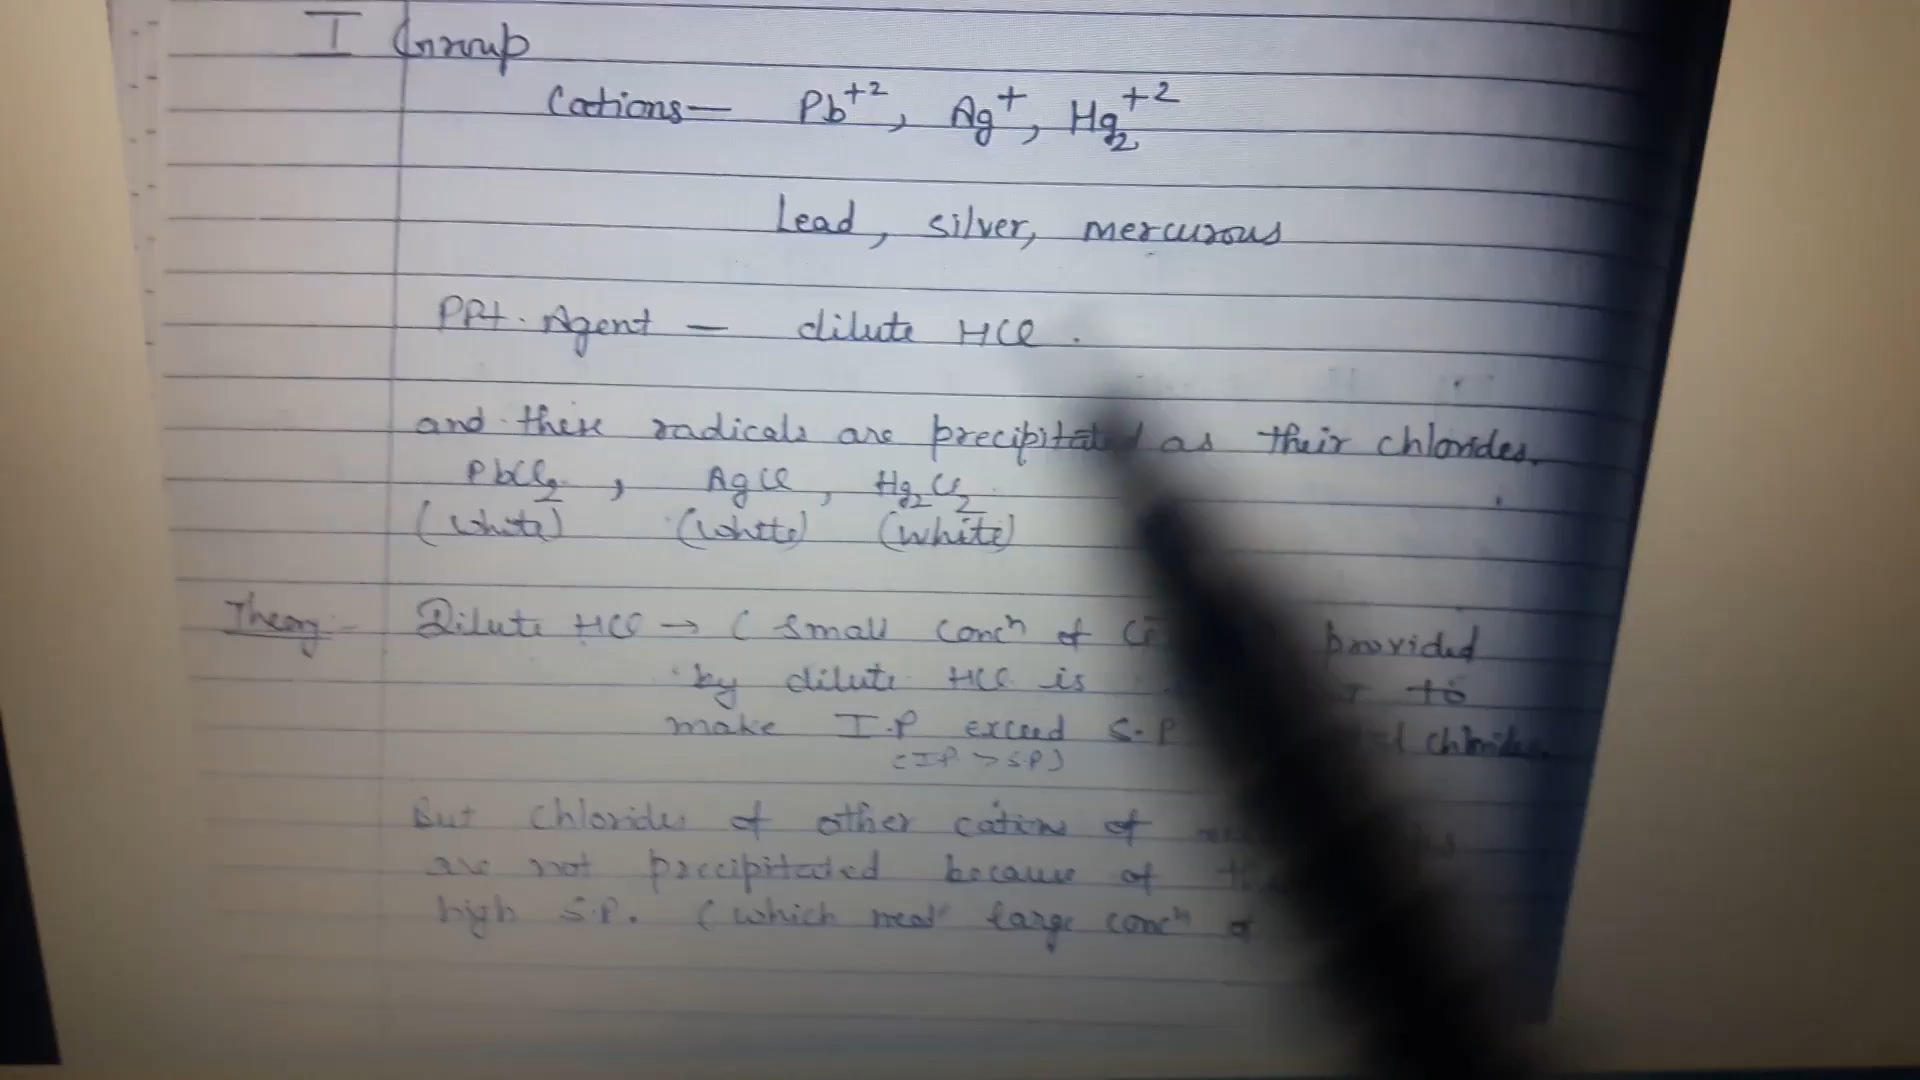 I Group
Cations— Pb+2, Ag+, Hg2+2
Lead, silver, mercurous
PPt. Agent — dilute HCl.
and these radicals are precipitated as their chlorides.
PbCl2, AgCl, Hg2Cl2
(White) (White) (White)
Theory:- Dilute HCl → ( Small concn of Cl- provided
by dilute HCl is to
make I.P exceed S.P chlorides.
(IP > S.P)
But chlorides of other cations of
are not precipitated because of
high S.P. (which need large concn of